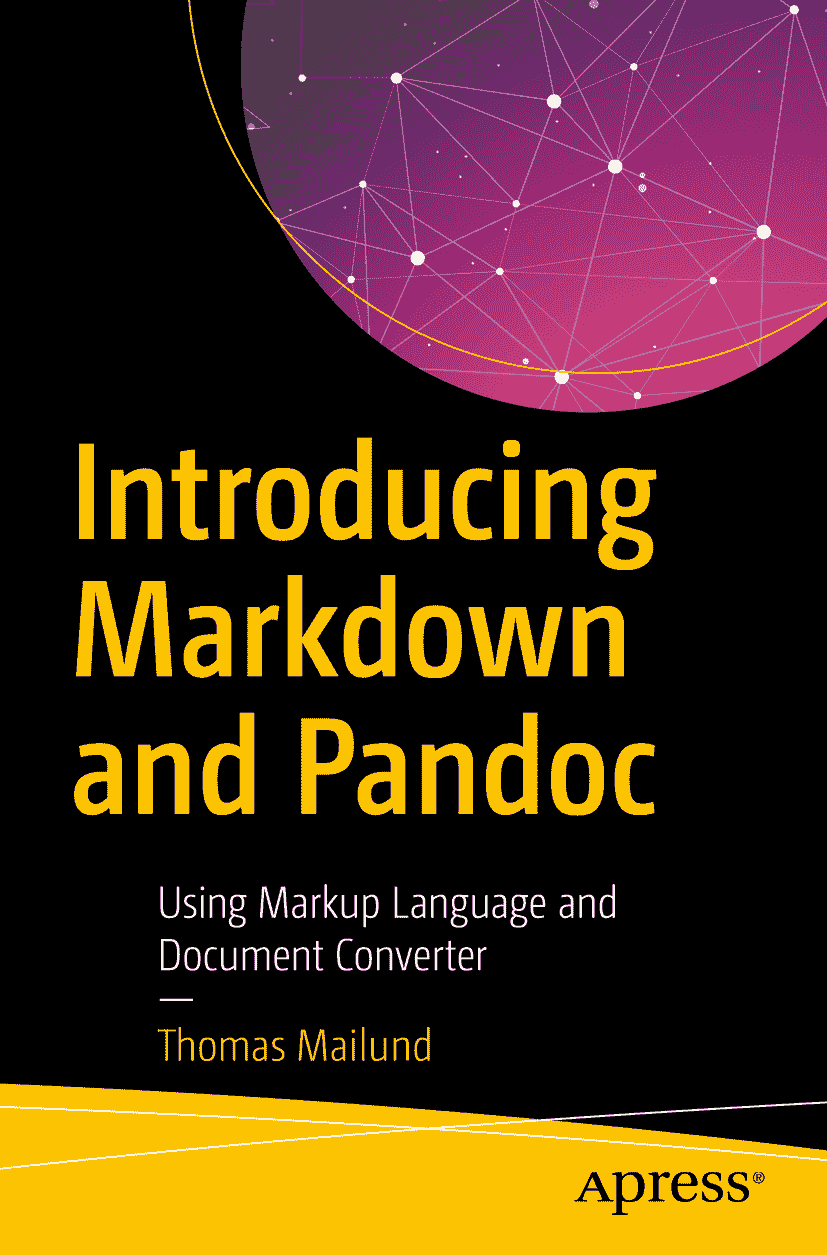 Introducing
Markdown
and Pandoc
Using Markup Language and
Document Converter
—
Thomas Mailund
Apress®